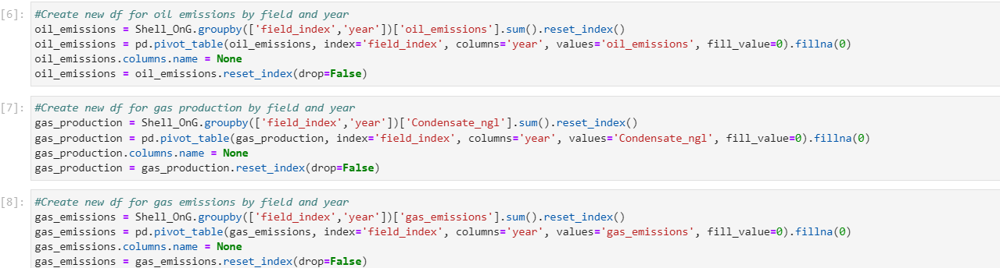 [6]: #Create new df for oil emissions by field and year
oil_emissions = Shell_OnG.groupby(['field_index','year'])['oil_emissions'].sum().reset_index()
oil_emissions = pd.pivot_table(oil_emissions, index='field_index', columns='year', values='oil_emissions', fill_value=0).fillna(0)
oil_emissions.columns.name = None
oil_emissions = oil_emissions.reset_index(drop=False)
[7]: #Create new df for gas production by field and year
gas_production = Shell_OnG.groupby(['field_index','year'])['Condensate_ngl'].sum().reset_index()
gas_production = pd.pivot_table(gas_production, index='field_index', columns='year', values='Condensate_ngl', fill_value=0).fillna(0)
gas_production.columns.name = None
gas_production = gas_production.reset_index(drop=False)
[8]: #Create new df for gas emissions by field and year
gas_emissions = Shell_OnG.groupby(['field_index','year'])['gas_emissions'].sum().reset_index()
gas_emissions = pd.pivot_table(gas_emissions, index='field_index', columns='year', values='gas_emissions', fill_value=0).fillna(0)
gas_emissions.columns.name = None
gas_emissions = gas_emissions.reset_index(drop=False)